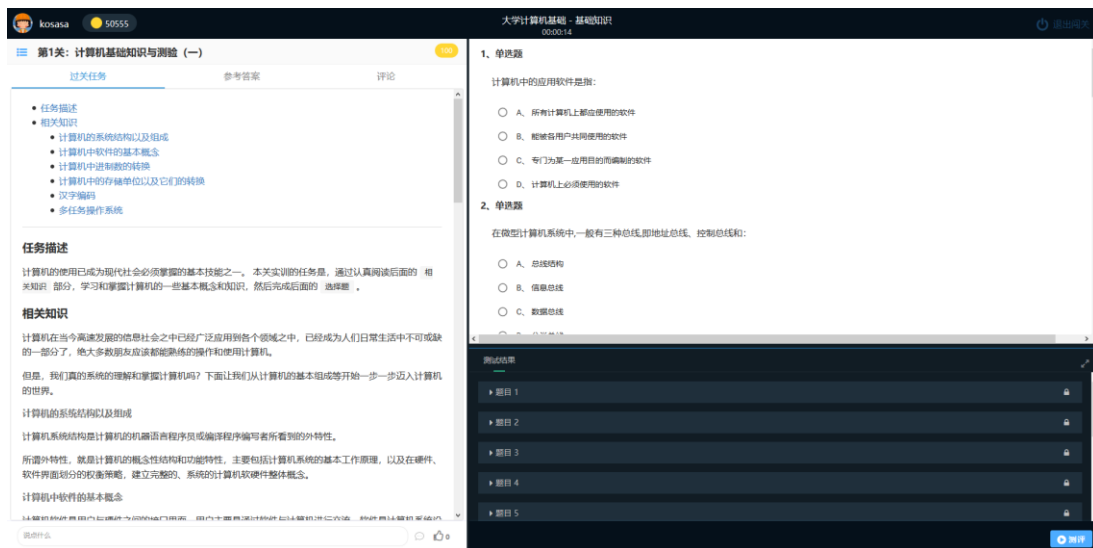 kosasa
50555
大学计算机基础 - 基础知识
00:00:14
退出闯关
第1关：计算机基础知识与测验（一）
100
过关任务
参考答案
评论
任务描述
相关知识
计算机的系统结构以及组成
计算机中软件的基本概念
计算机中进制数的转换
计算机中的存储单位以及它们的转换
汉字编码
多任务操作系统
任务描述
计算机的使用已成为现代社会必须掌握的基本技能之一。 本关实训的任务是，通过认真阅读后面的 相
关知识 部分，学习和掌握计算机的一些基本概念和知识，然后完成后面的 选择题 。
相关知识
计算机在当今高速发展的信息社会之中已经广泛应用到各个领域之中，已经成为人们日常生活中不可或缺
的一部分了，绝大多数朋友应该都能熟练的操作和使用计算机。
但是，我们真的系统的理解和掌握计算机吗？下面让我们从计算机的基本组成等开始一步一步迈入计算机
的世界。
计算机的系统结构以及组成
计算机系统结构是计算机的机器语言程序员或编译程序编写者所看到的外特性。
所谓外特性，就是计算机的概念性结构和功能特性，主要包括计算机系统的基本工作原理，以及在硬件、
软件界面划分的权衡策略，建立完整的、系统的计算机软硬件整体概念。
计算机中软件的基本概念
说点什么
0
1、单选题
计算机中的应用软件是指：
A、所有计算机上都应使用的软件
B、能被各用户共同使用的软件
C、专门为某一应用目的而编制的软件
D、计算机上必须使用的软件
2、单选题
在微型计算机系统中,一般有三种总线,即地址总线、控制总线和：
A、总线结构
B、信息总线
C、数据总线
测试结果
题目 1
题目 2
题目 3
题目 4
题目 5
测评